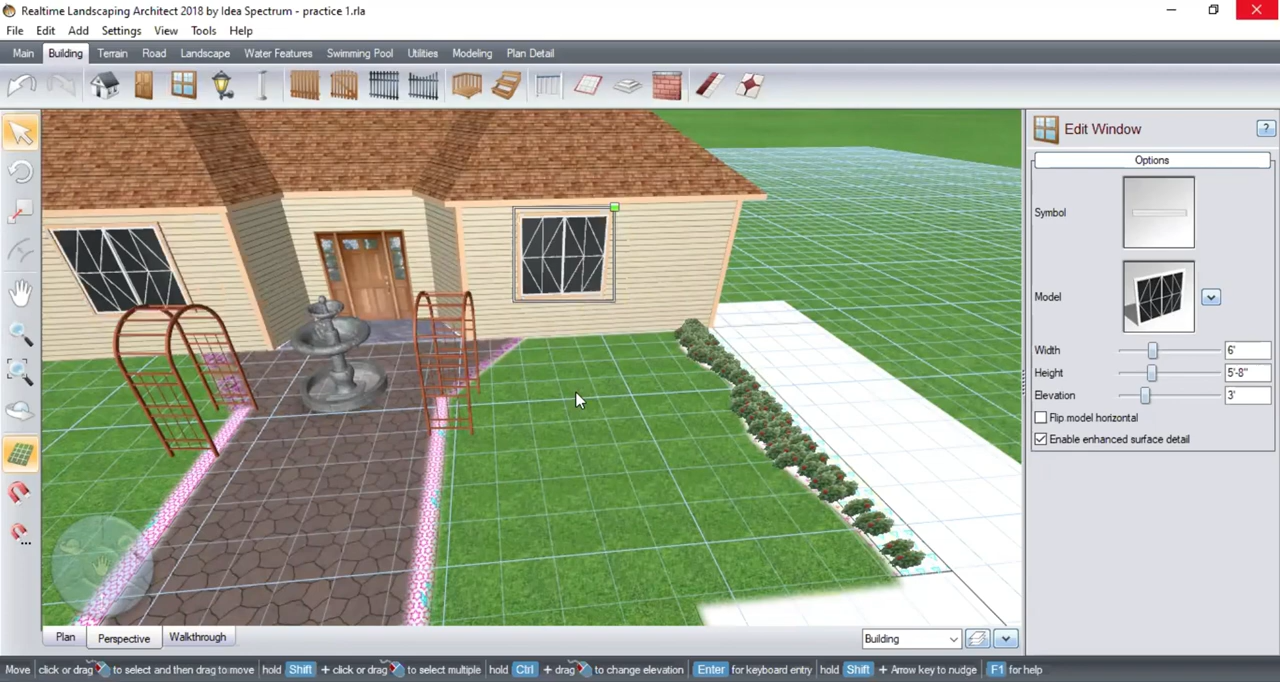 Realtime Landscaping Architect 2018 by Idea Spectrum - practice 1.rla
File Edit Add Settings View Tools Help
Main Building Terrain Road Landscape Water Features Swimming Pool Utilities Modeling Plan Detail
Edit Window ?
Options
Symbol
Model
Width 6'
Height 5'-8"
Elevation 3'
Flip model horizontal
Enable enhanced surface detail
Plan Perspective Walkthrough Building
Move click or drag to select and then drag to move hold Shift + click or drag to select multiple hold Ctrl + drag to change elevation Enter for keyboard entry hold Shift + Arrow key to nudge F1 for help